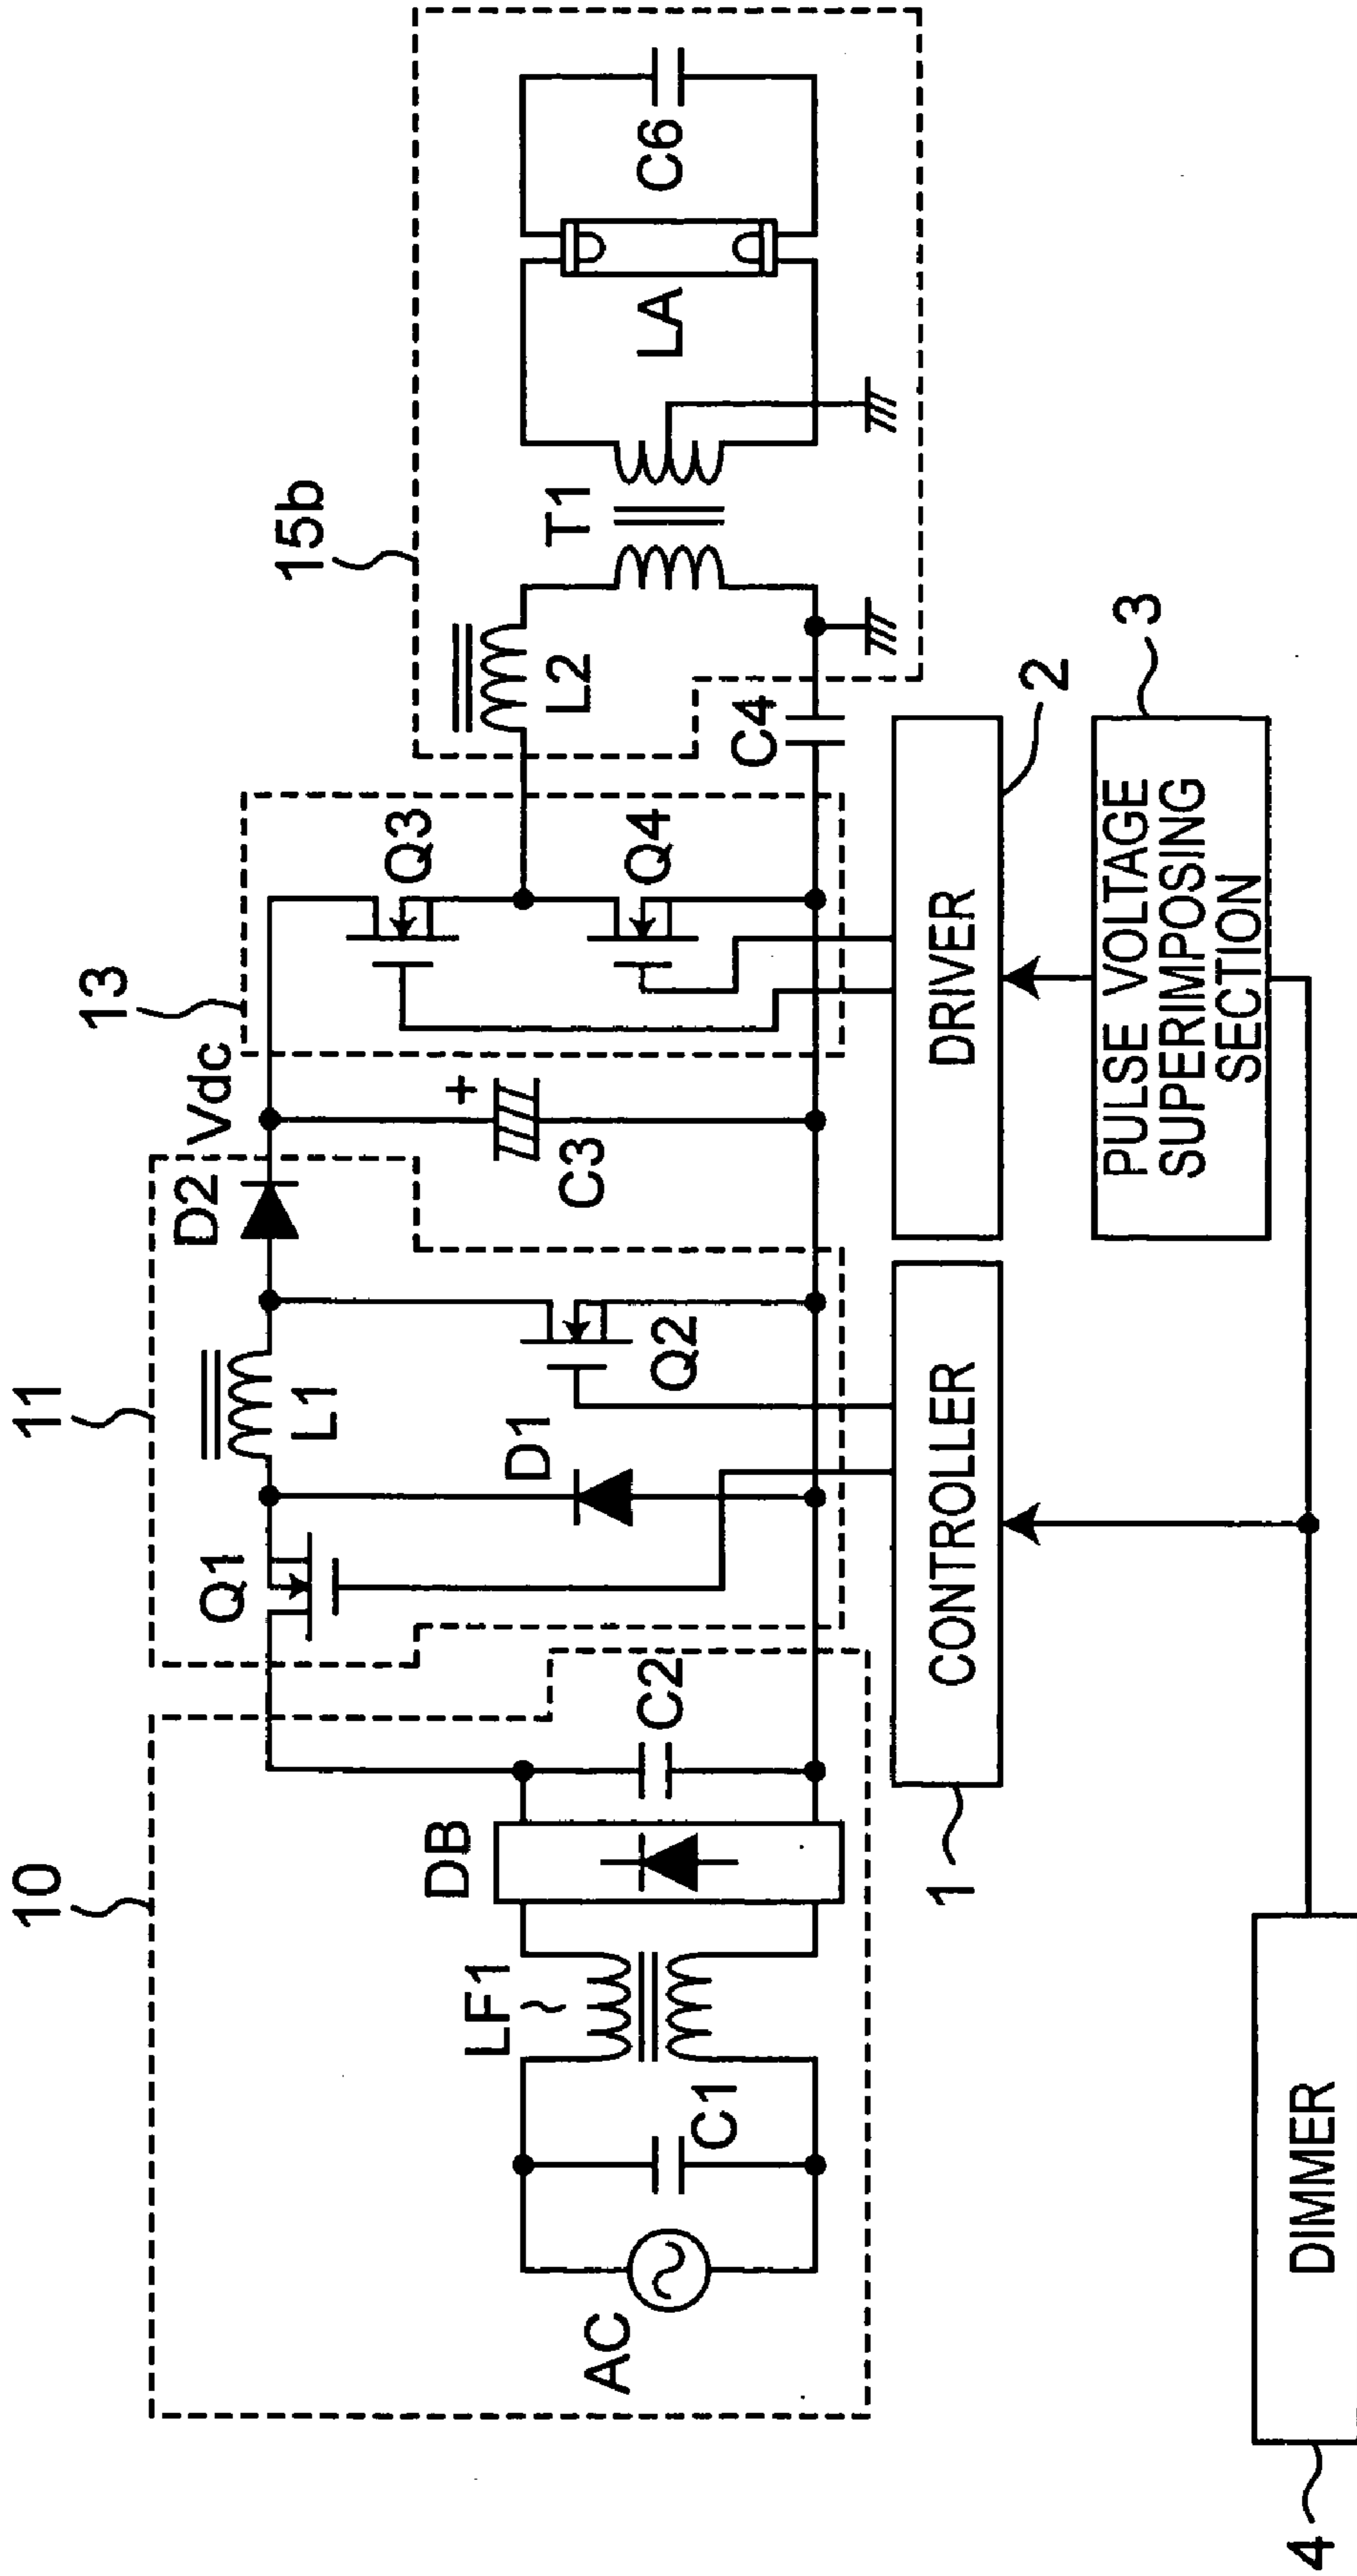 10
11
13
15b
AC
C1
LF1
DB
C2
Q1
D1
L1
Q2
D2
Vdc
+
C3
Q3
Q4
L2
C4
T1
LA
C6
1
CONTROLLER
DRIVER
2
PULSE VOLTAGE
SUPERIMPOSING
SECTION
3
4
DIMMER